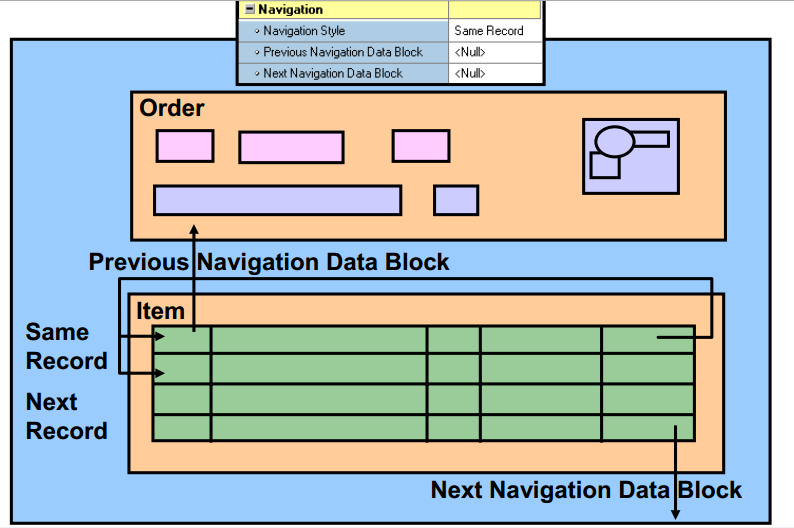 Navigation
Navigation Style Same Record
Previous Navigation Data Block <Null>
Next Navigation Data Block <Null>
Order
Previous Navigation Data Block
Item
Same
Record
Next
Record
Next Navigation Data Block